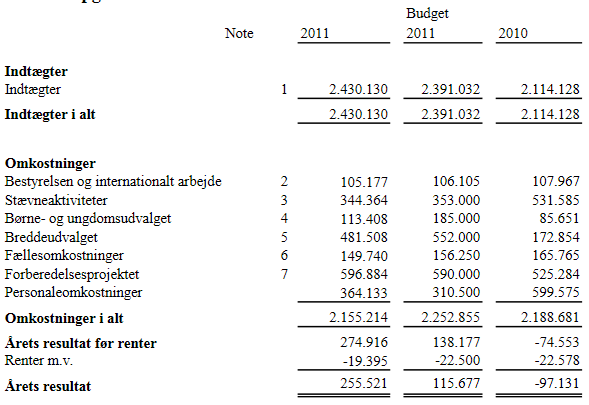 Budget
Note 2011 2011 2010
Indtægter
Indtægter 1 2.430.130 2.391.032 2.114.128
Indtægter i alt 2.430.130 2.391.032 2.114.128
Omkostninger
Bestyrelsen og internationalt arbejde 2 105.177 106.105 107.967
Stævneaktiviteter 3 344.364 353.000 531.585
Børne- og ungdomsudvalget 4 113.408 185.000 85.651
Breddeudvalget 5 481.508 552.000 172.854
Fællesomkostninger 6 149.740 156.250 165.765
Forberedelsesprojektet 7 596.884 590.000 525.284
Personaleomkostninger 364.133 310.500 599.575
Omkostninger i alt 2.155.214 2.252.855 2.188.681
Årets resultat før renter 274.916 138.177 -74.553
Renter m.v. -19.395 -22.500 -22.578
Årets resultat 255.521 115.677 -97.131